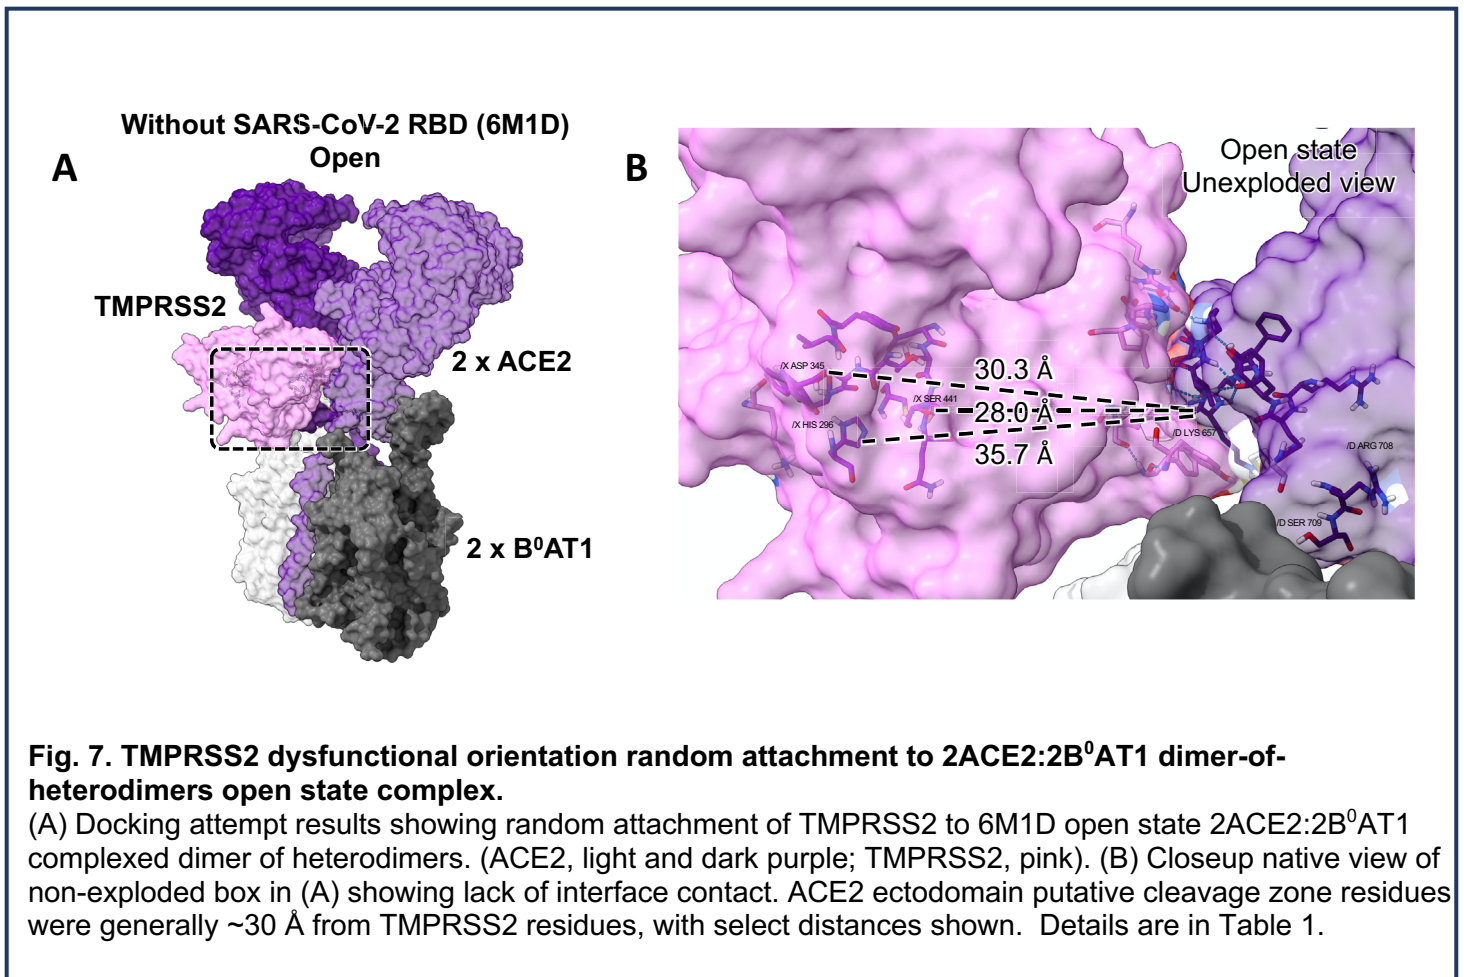 Without SARS-CoV-2 RBD (6M1D)
Open
A
TMPRSS2
2 x ACE2
2 x B⁰AT1
B
Open state
Unexploded view
/X ASP 345
30.3 Å
/X SER 441
28.0 Å
/X HIS 296
/D LYS 657
35.7 Å
/D ARG 708
/D SER 709
Fig. 7. TMPRSS2 dysfunctional orientation random attachment to 2ACE2:2B⁰AT1 dimer-of-
heterodimers open state complex.
(A) Docking attempt results showing random attachment of TMPRSS2 to 6M1D open state 2ACE2:2B⁰AT1
complexed dimer of heterodimers. (ACE2, light and dark purple; TMPRSS2, pink). (B) Closeup native view of
non-exploded box in (A) showing lack of interface contact. ACE2 ectodomain putative cleavage zone residues
were generally ~30 Å from TMPRSS2 residues, with select distances shown. Details are in Table 1.